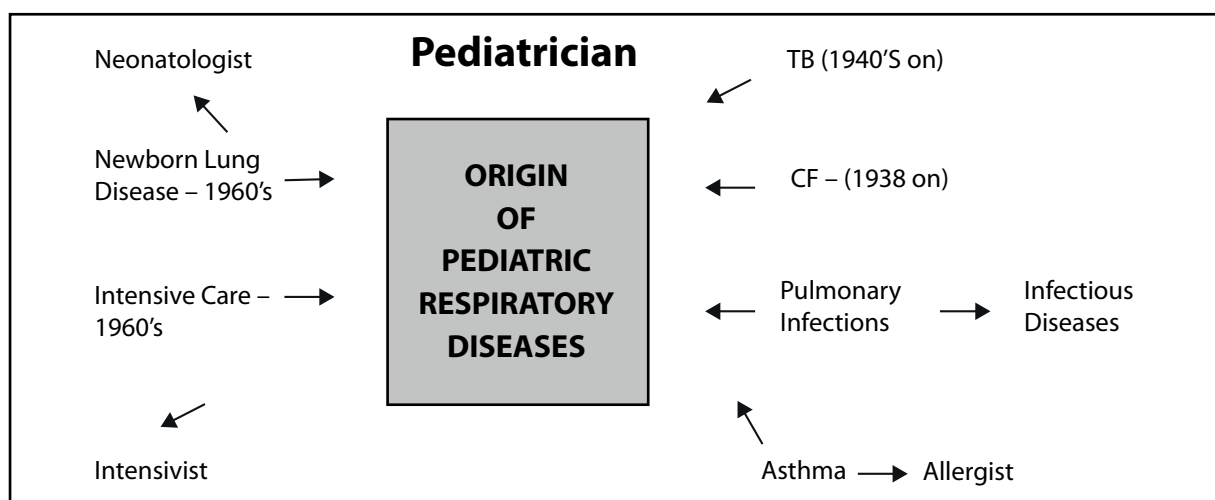 Pediatrician
Neonatologist
Newborn Lung
Disease – 1960's
Intensive Care –
1960's
Intensivist
ORIGIN
OF
PEDIATRIC
RESPIRATORY
DISEASES
TB (1940'S on)
CF – (1938 on)
Pulmonary
Infections
Infectious
Diseases
Asthma
Allergist